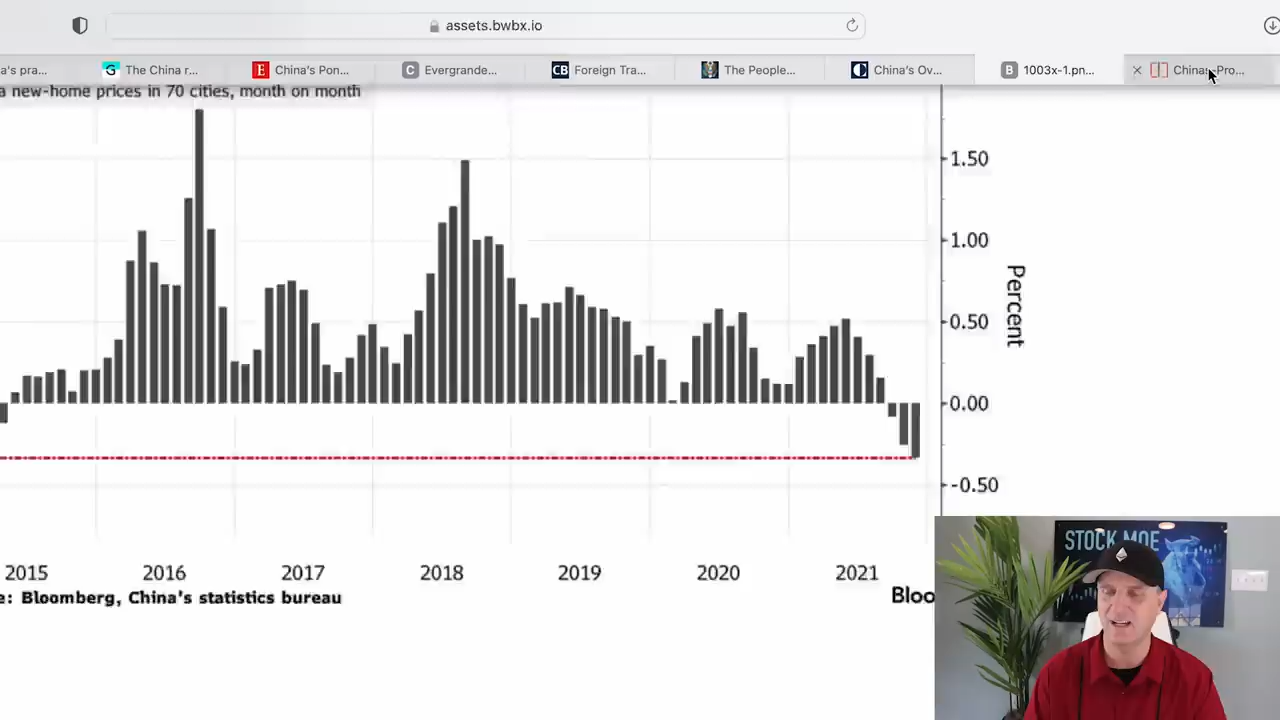 assets.bwbx.io
a's pra...
G The China r...
E China's Pon...
C Evergrande...
CB Foreign Tra...
The People...
China's Ov...
B 1003x-1.pn...
China's Pro...
a new-home prices in 70 cities, month on month
1.50
1.00
0.50
0.00
-0.50
Percent
2015 2016 2017 2018 2019 2020 2021
e: Bloomberg, China's statistics bureau
Bloo
STOCK MOE